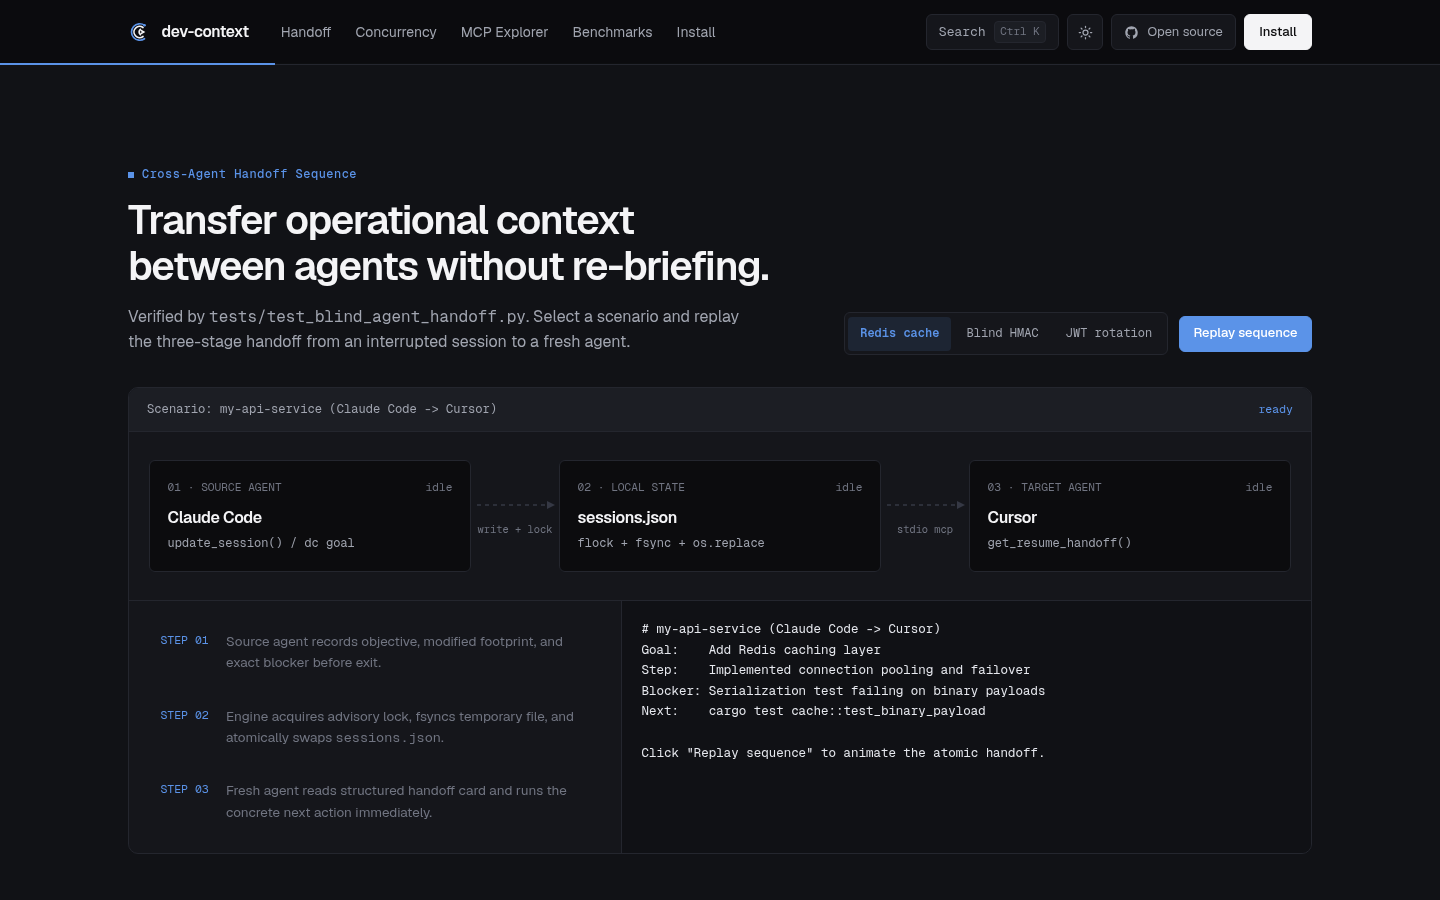 dev-context Handoff Concurrency MCP Explorer Benchmarks Install Search Ctrl K Open source Install
Cross-Agent Handoff Sequence
Transfer operational context
between agents without re-briefing.
Verified by tests/test_blind_agent_handoff.py. Select a scenario and replay
the three-stage handoff from an interrupted session to a fresh agent.
Redis cache Blind HMAC JWT rotation Replay sequence
Scenario: my-api-service (Claude Code -> Cursor) ready
01 · SOURCE AGENT idle
Claude Code
update_session() / dc goal
write + lock
02 · LOCAL STATE idle
sessions.json
flock + fsync + os.replace
stdio mcp
03 · TARGET AGENT idle
Cursor
get_resume_handoff()
STEP 01 Source agent records objective, modified footprint, and
exact blocker before exit.
STEP 02 Engine acquires advisory lock, fsyncs temporary file, and
atomically swaps sessions.json.
STEP 03 Fresh agent reads structured handoff card and runs the
concrete next action immediately.
# my-api-service (Claude Code -> Cursor)
Goal:    Add Redis caching layer
Step:    Implemented connection pooling and failover
Blocker: Serialization test failing on binary payloads
Next:    cargo test cache::test_binary_payload
Click "Replay sequence" to animate the atomic handoff.